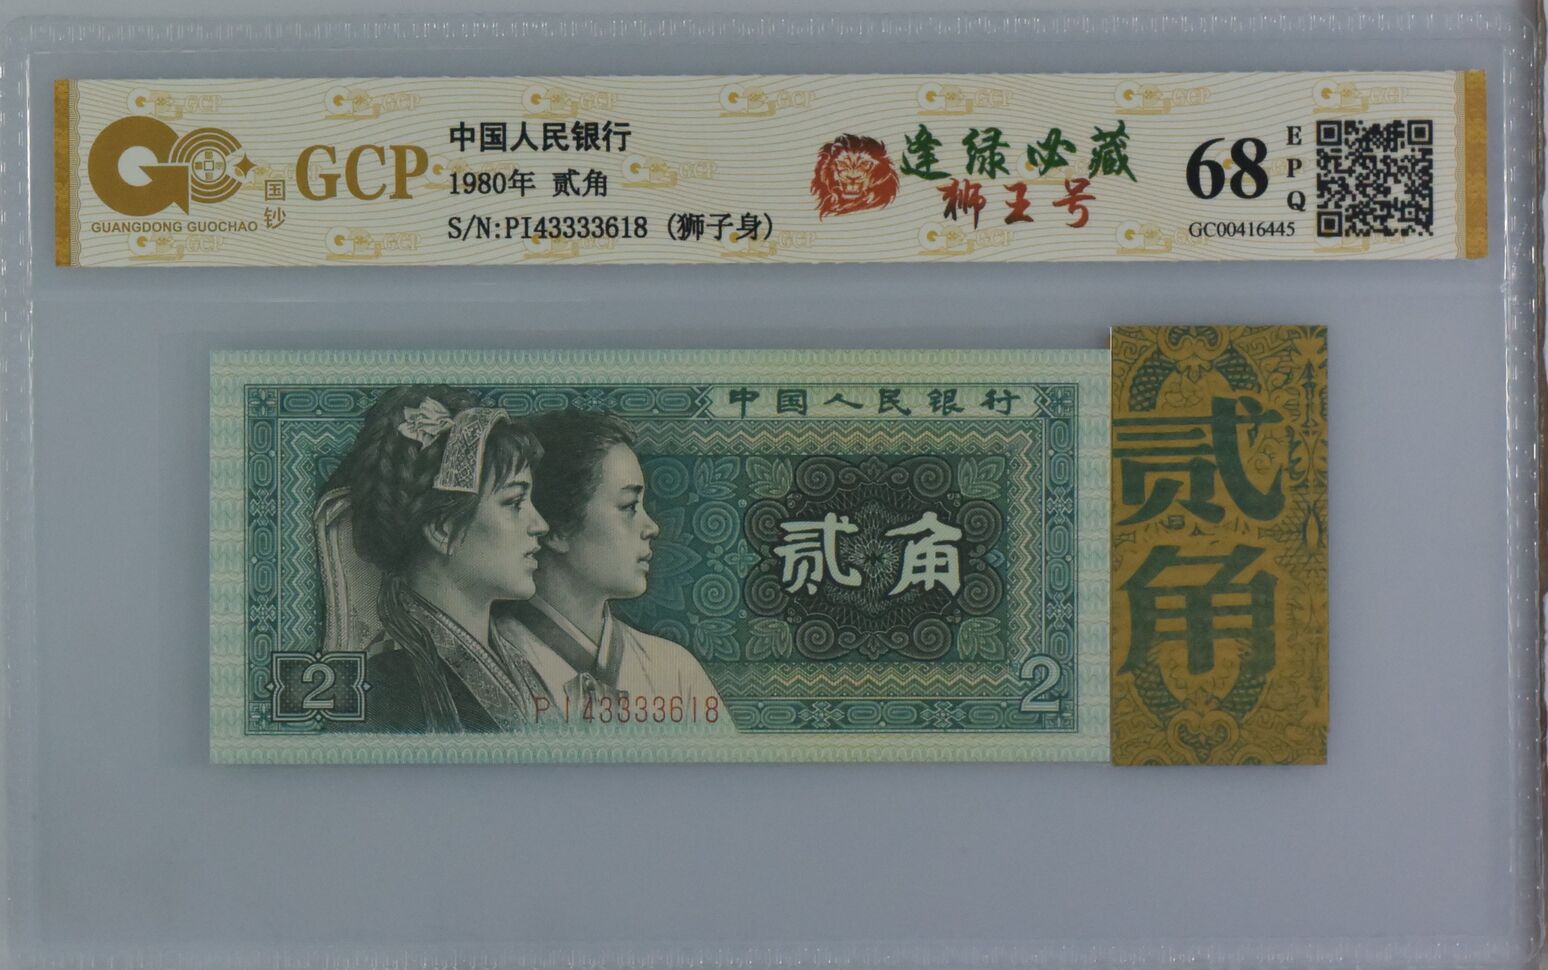 GUANGDONG GUOCHAO
国钞
GCP
中国人民银行
1980年 贰角
S/N:PI43333618 (狮子身)
逢绿必藏
狮王号
68
EPQ
GC00416445
中国人民银行
贰角
2
2
PI43333618
贰角